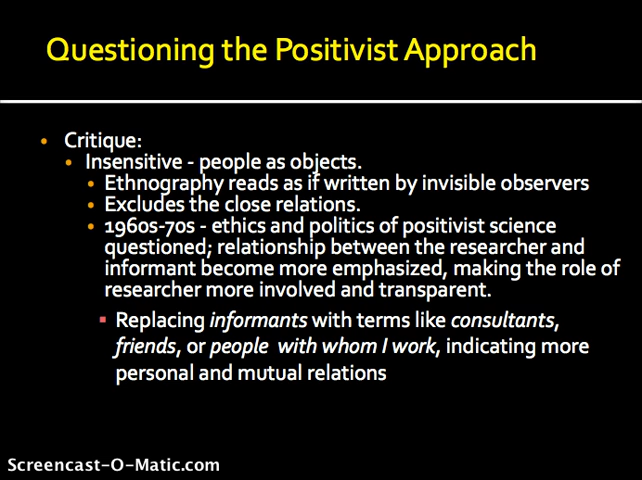 Questioning the Positivist Approach
• Critique:
• Insensitive - people as objects.
• Ethnography reads as if written by invisible observers
• Excludes the close relations.
• 1960s-70s - ethics and politics of positivist science
questioned; relationship between the researcher and
informant become more emphasized, making the role of
researcher more involved and transparent.
▪ Replacing informants with terms like consultants,
friends, or people with whom I work, indicating more
personal and mutual relations
Screencast-O-Matic.com